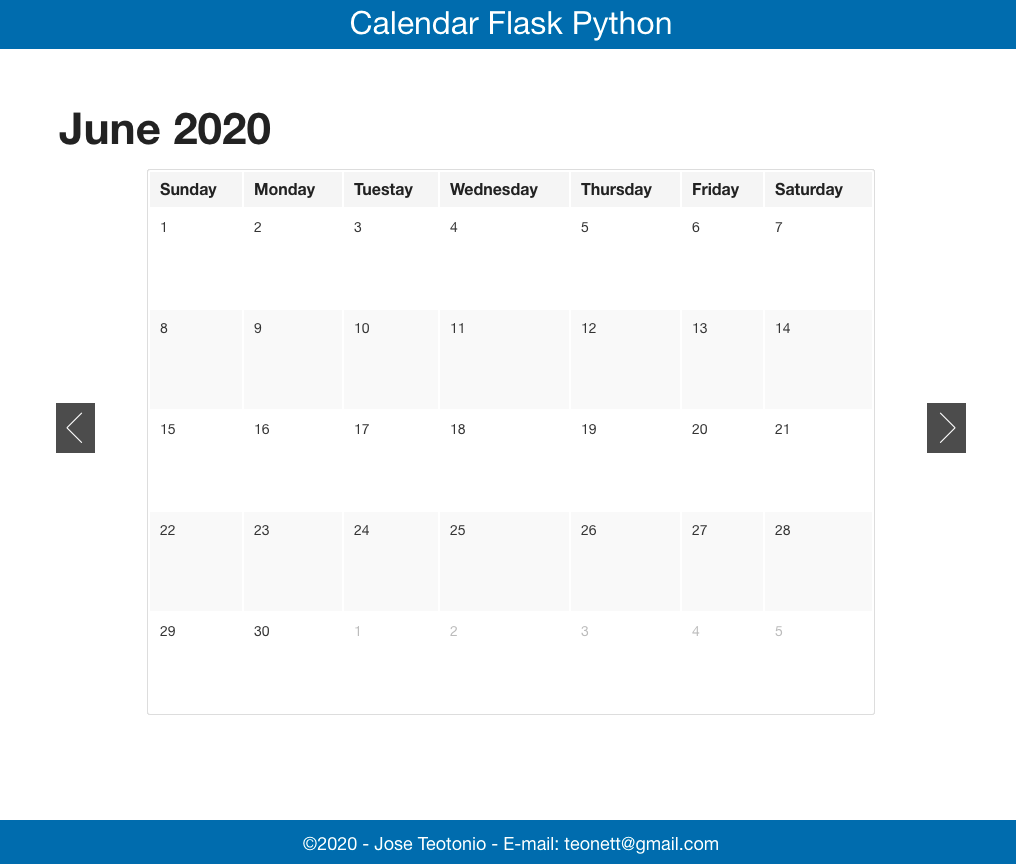 Calendar Flask Python
June 2020
Sunday Monday Tuestay Wednesday Thursday Friday Saturday
1 2 3 4 5 6 7
8 9 10 11 12 13 14
15 16 17 18 19 20 21
22 23 24 25 26 27 28
29 30 1 2 3 4 5
©2020 - Jose Teotonio - E-mail: teonett@gmail.com